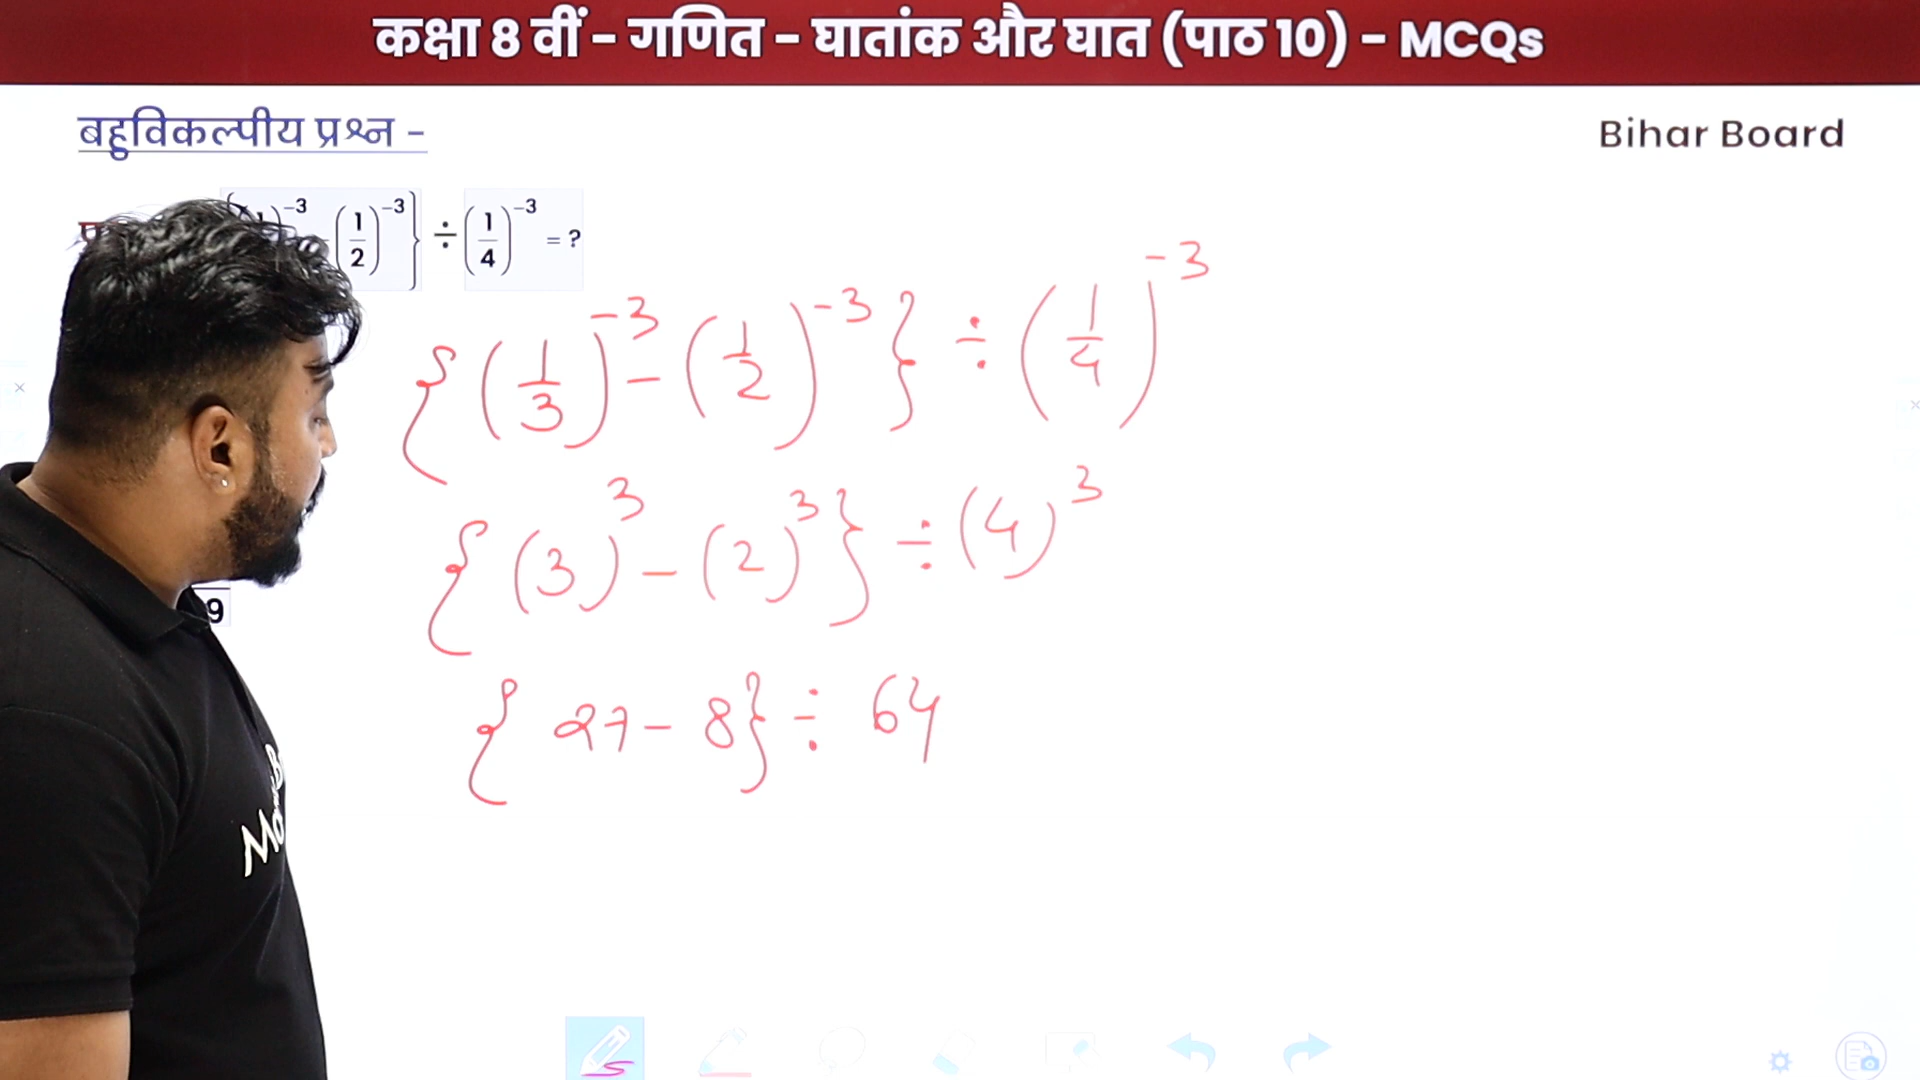 कक्षा 8 वीं – गणित – घातांक और घात (पाठ 10) – MCQs
बहुविकल्पीय प्रश्न –
Bihar Board
(1/2)^-3} ÷ (1/4)^-3 = ?
{(1/3)^-3 – (1/2)^-3} ÷ (1/4)^-3
{(3)^3 – (2)^3} ÷ (4)^3
9
{27 – 8} ÷ 64